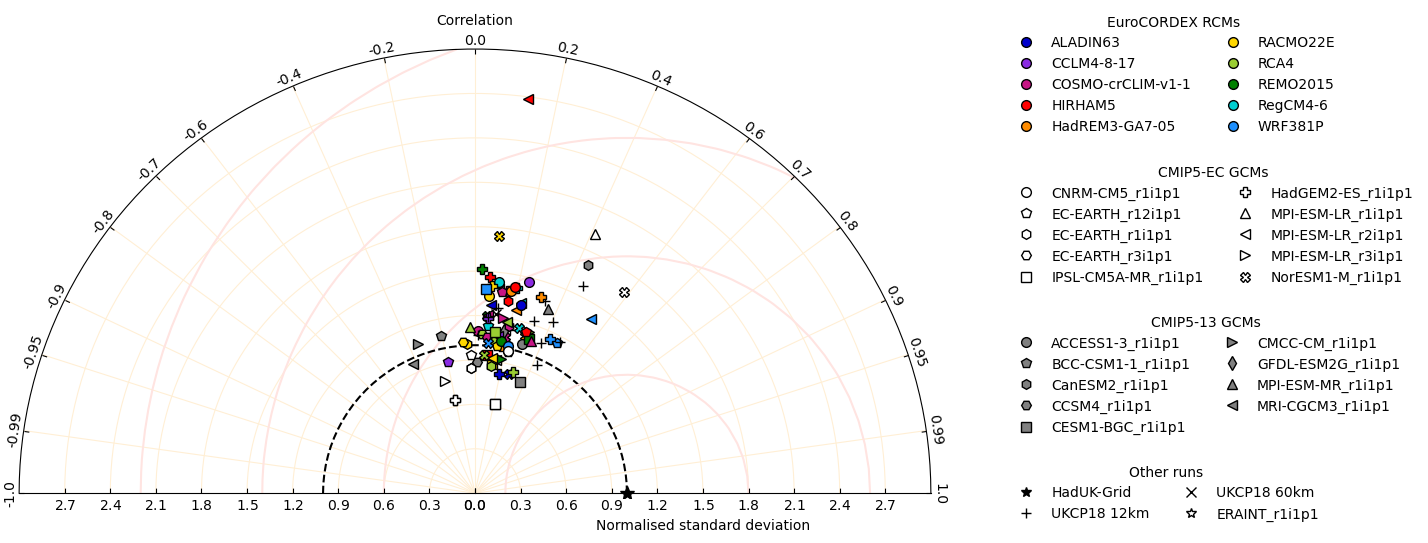 Correlation
-1.0
-0.99
-0.95
-0.9
-0.8
-0.7
-0.6
-0.4
-0.2
0.0
0.2
0.4
0.6
0.7
0.8
0.9
0.95
0.99
1.0
2.7 2.4 2.1 1.8 1.5 1.2 0.9 0.6 0.3 0.0 0.3 0.6 0.9 1.2 1.5 1.8 2.1 2.4 2.7
Normalised standard deviation
EuroCORDEX RCMs
ALADIN63 RACMO22E
CCLM4-8-17 RCA4
COSMO-crCLIM-v1-1 REMO2015
HIRHAM5 RegCM4-6
HadREM3-GA7-05 WRF381P
CMIP5-EC GCMs
CNRM-CM5_r1i1p1 HadGEM2-ES_r1i1p1
EC-EARTH_r12i1p1 MPI-ESM-LR_r1i1p1
EC-EARTH_r1i1p1 MPI-ESM-LR_r2i1p1
EC-EARTH_r3i1p1 MPI-ESM-LR_r3i1p1
IPSL-CM5A-MR_r1i1p1 NorESM1-M_r1i1p1
CMIP5-13 GCMs
ACCESS1-3_r1i1p1 CMCC-CM_r1i1p1
BCC-CSM1-1_r1i1p1 GFDL-ESM2G_r1i1p1
CanESM2_r1i1p1 MPI-ESM-MR_r1i1p1
CCSM4_r1i1p1 MRI-CGCM3_r1i1p1
CESM1-BGC_r1i1p1
Other runs
HadUK-Grid UKCP18 60km
UKCP18 12km ERAINT_r1i1p1